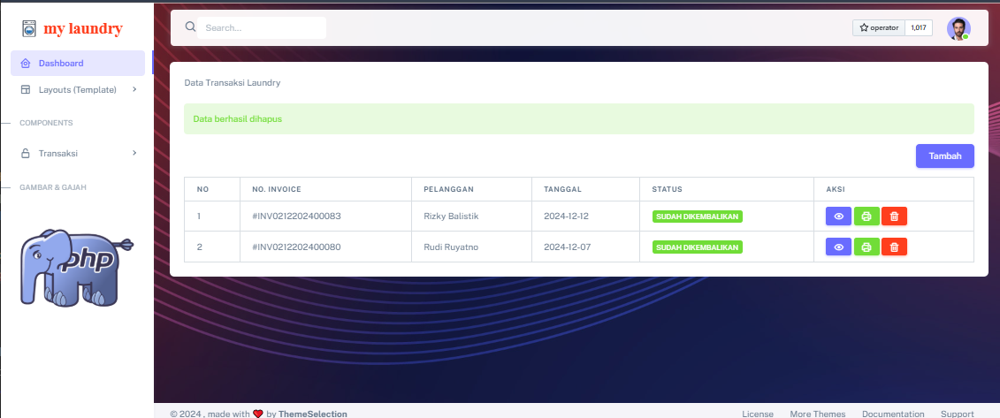 my laundry
Search...
operator 1,017
Dashboard
Layouts (Template)
COMPONENTS
Transaksi
GAMBAR & GAJAH
php
Data Transaksi Laundry
Data berhasil dihapus
Tambah
NO NO. INVOICE PELANGGAN TANGGAL STATUS AKSI
1 #INV0212202400083 Rizky Balistik 2024-12-12 SUDAH DIKEMBALIKAN
2 #INV0212202400080 Rudi Ruyatno 2024-12-07 SUDAH DIKEMBALIKAN
© 2024 , made with ❤️ by ThemeSelection License More Themes Documentation Support